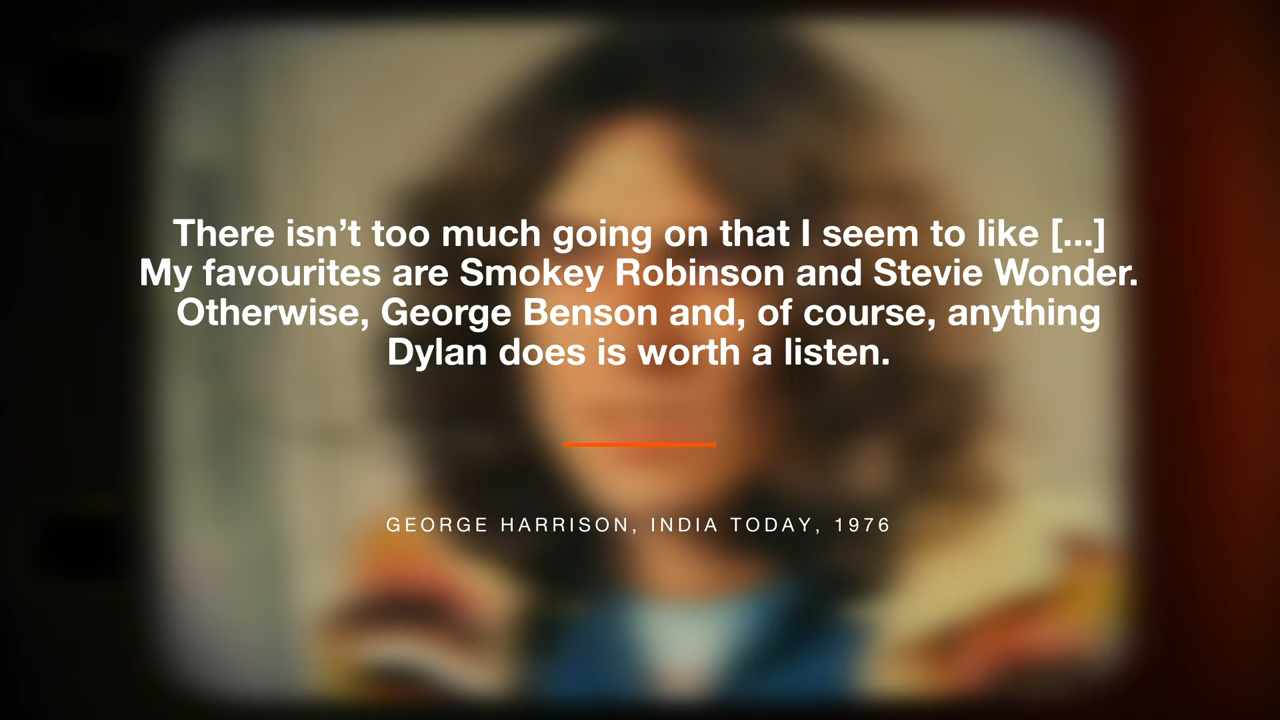 There isn’t too much going on that I seem to like [...]
My favourites are Smokey Robinson and Stevie Wonder.
Otherwise, George Benson and, of course, anything
Dylan does is worth a listen.
GEORGE HARRISON, INDIA TODAY, 1976